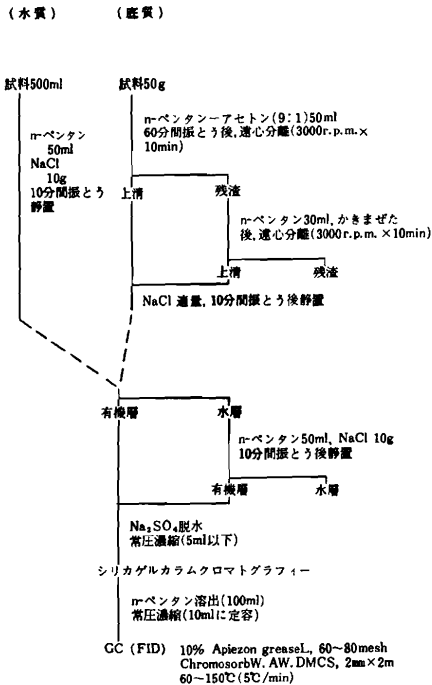 (水質)
(底質)
試料500ml
試料50g
n-ペンタン
50ml
NaCl
10g
10分間振とう
静置
n-ペンタン−アセトン(9:1)50ml
60分間振とう後,遠心分離(3000r.p.m.×
10min)
上清
残渣
n-ペンタン30ml,かきまぜた
後,遠心分離(3000r.p.m.×10min)
上清
残渣
NaCl 適量,10分間振とう後静置
有機層
水層
n-ペンタン50ml, NaCl 10g
10分間振とう後静置
有機層
水層
Na₂SO₄脱水
常圧濃縮(5ml以下)
シリカゲルカラムクロマトグラフィー
n-ペンタン溶出(100ml)
常圧濃縮(10mlに定容)
GC (FID)
10% Apiezon greaseL, 60~80mesh
ChromosorbW. AW. DMCS, 2mm×2m
60~150℃(5℃/min)